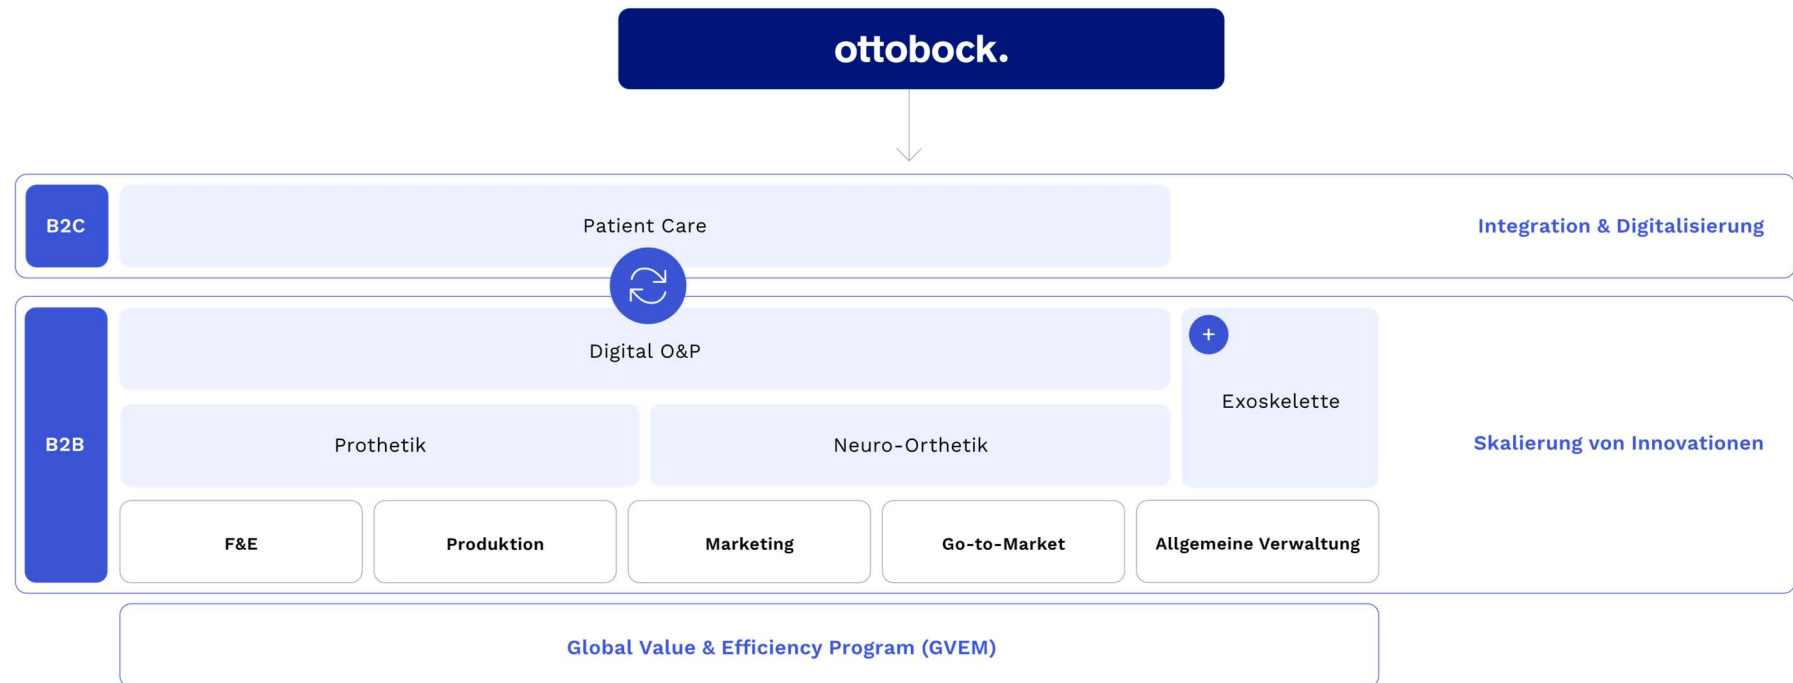 ottobock.
B2C
Patient Care
Integration & Digitalisierung
Digital O&P
+
Exoskelette
B2B
Prothetik
Neuro-Orthetik
Skalierung von Innovationen
F&E
Produktion
Marketing
Go-to-Market
Allgemeine Verwaltung
Global Value & Efficiency Program (GVEM)